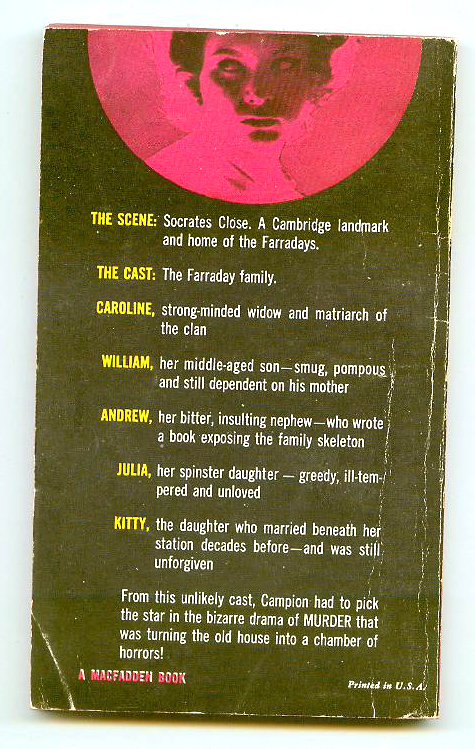 THE SCENE: Socrates Close. A Cambridge landmark
and home of the Farradays.
THE CAST: The Farraday family.
CAROLINE, strong-minded widow and matriarch of
the clan
WILLIAM, her middle-aged son—smug, pompous
and still dependent on his mother
ANDREW, her bitter, insulting nephew—who wrote
a book exposing the family skeleton
JULIA, her spinster daughter — greedy, ill-tem-
pered and unloved
KITTY, the daughter who married beneath her
station decades before—and was still
unforgiven
From this unlikely cast, Campion had to pick
the star in the bizarre drama of MURDER that
was turning the old house into a chamber of
horrors!
A MACFADDEN BOOK
Printed in U.S.A.